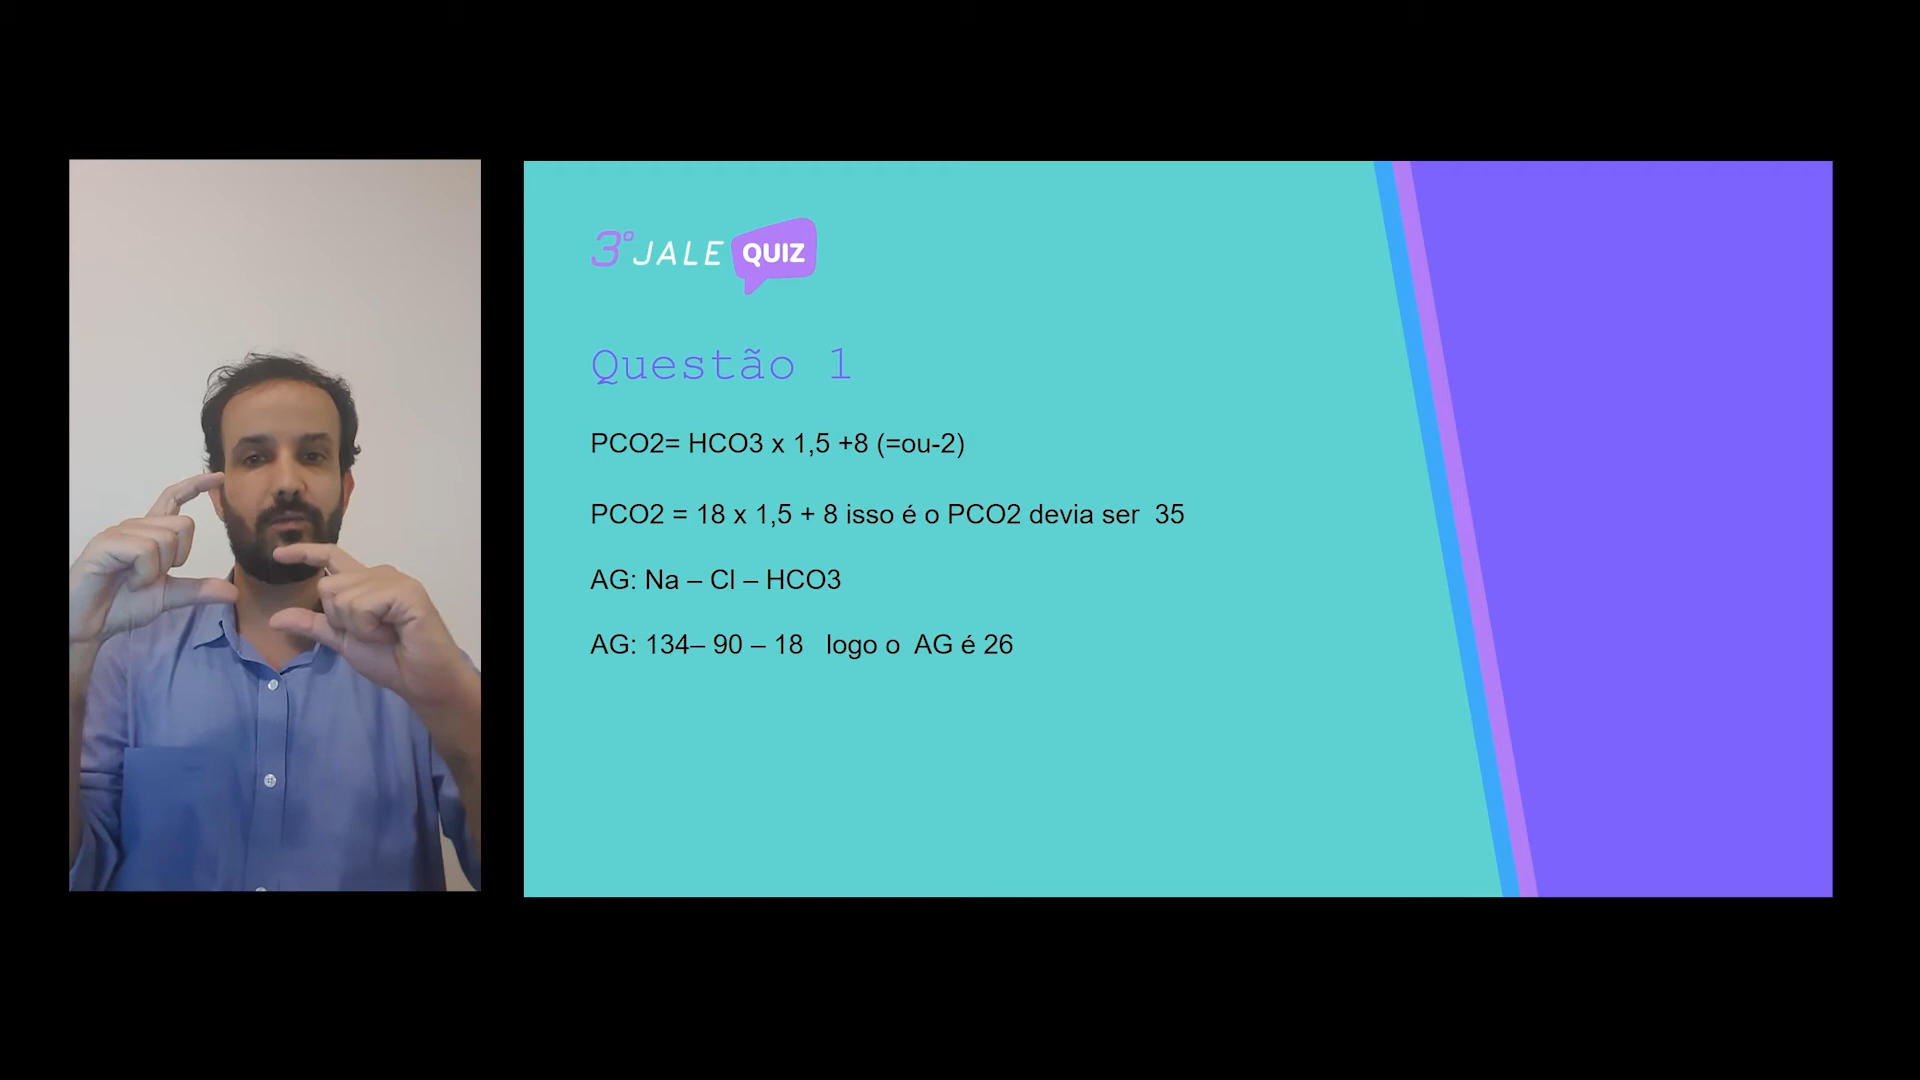 3º JALE QUIZ
Questão 1
PCO2= HCO3 x 1,5 +8 (=ou-2)
PCO2 = 18 x 1,5 + 8 isso é o PCO2 devia ser 35
AG: Na – Cl – HCO3
AG: 134– 90 – 18 logo o AG é 26